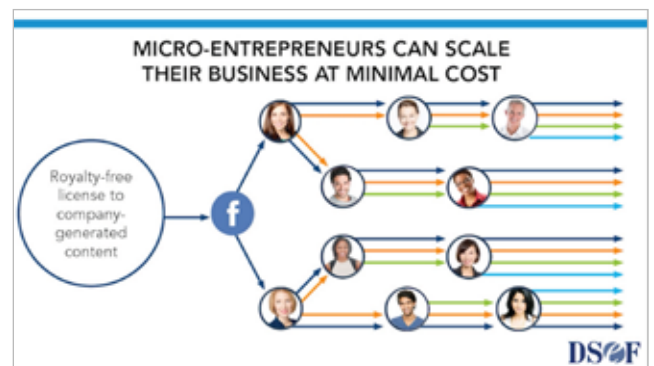 MICRO-ENTREPRENEURS CAN SCALE
THEIR BUSINESS AT MINIMAL COST
Royalty-free
license to
company-
generated
content
f
DSEF